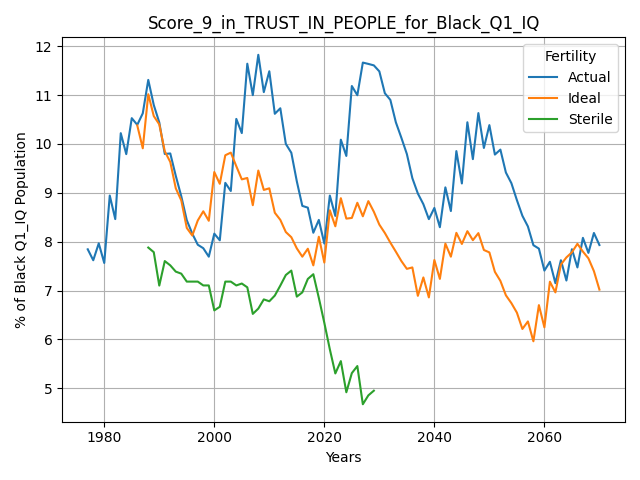 Score_9_in_TRUST_IN_PEOPLE_for_Black_Q1_IQ
% of Black Q1_IQ Population
12
11
10
9
8
7
6
5
Fertility
Actual
Ideal
Sterile
1980 2000 2020 2040 2060
Years